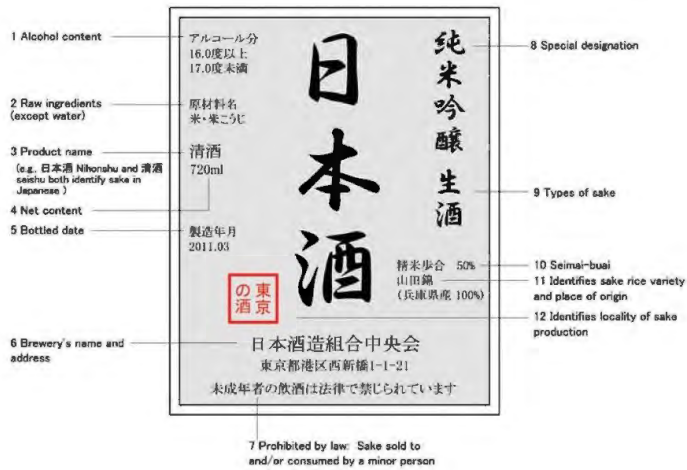 1 Alcohol content
2 Raw ingredients
(except water)
3 Product name
(e.g., 日本酒 Nihonshu and 清酒
seishu both identify sake in
Japanese )
4 Net content
5 Bottled date
6 Brewery's name and
address
アルコール分
16.0度以上
17.0度未満
原材料名
米・米こうじ
清酒
720ml
製造年月
2011.03
日本酒
純米吟醸 生酒
精米歩合 50%
山田錦
(兵庫県産 100%)
東京
の酒
日本酒造組合中央会
東京都港区西新橋1-1-21
未成年者の飲酒は法律で禁じられています
8 Special designation
9 Types of sake
10 Seimai-buai
11 Identifies sake rice variety
and place of origin
12 Identifies locality of sake
production
7 Prohibited by law: Sake sold to
and/or consumed by a minor person